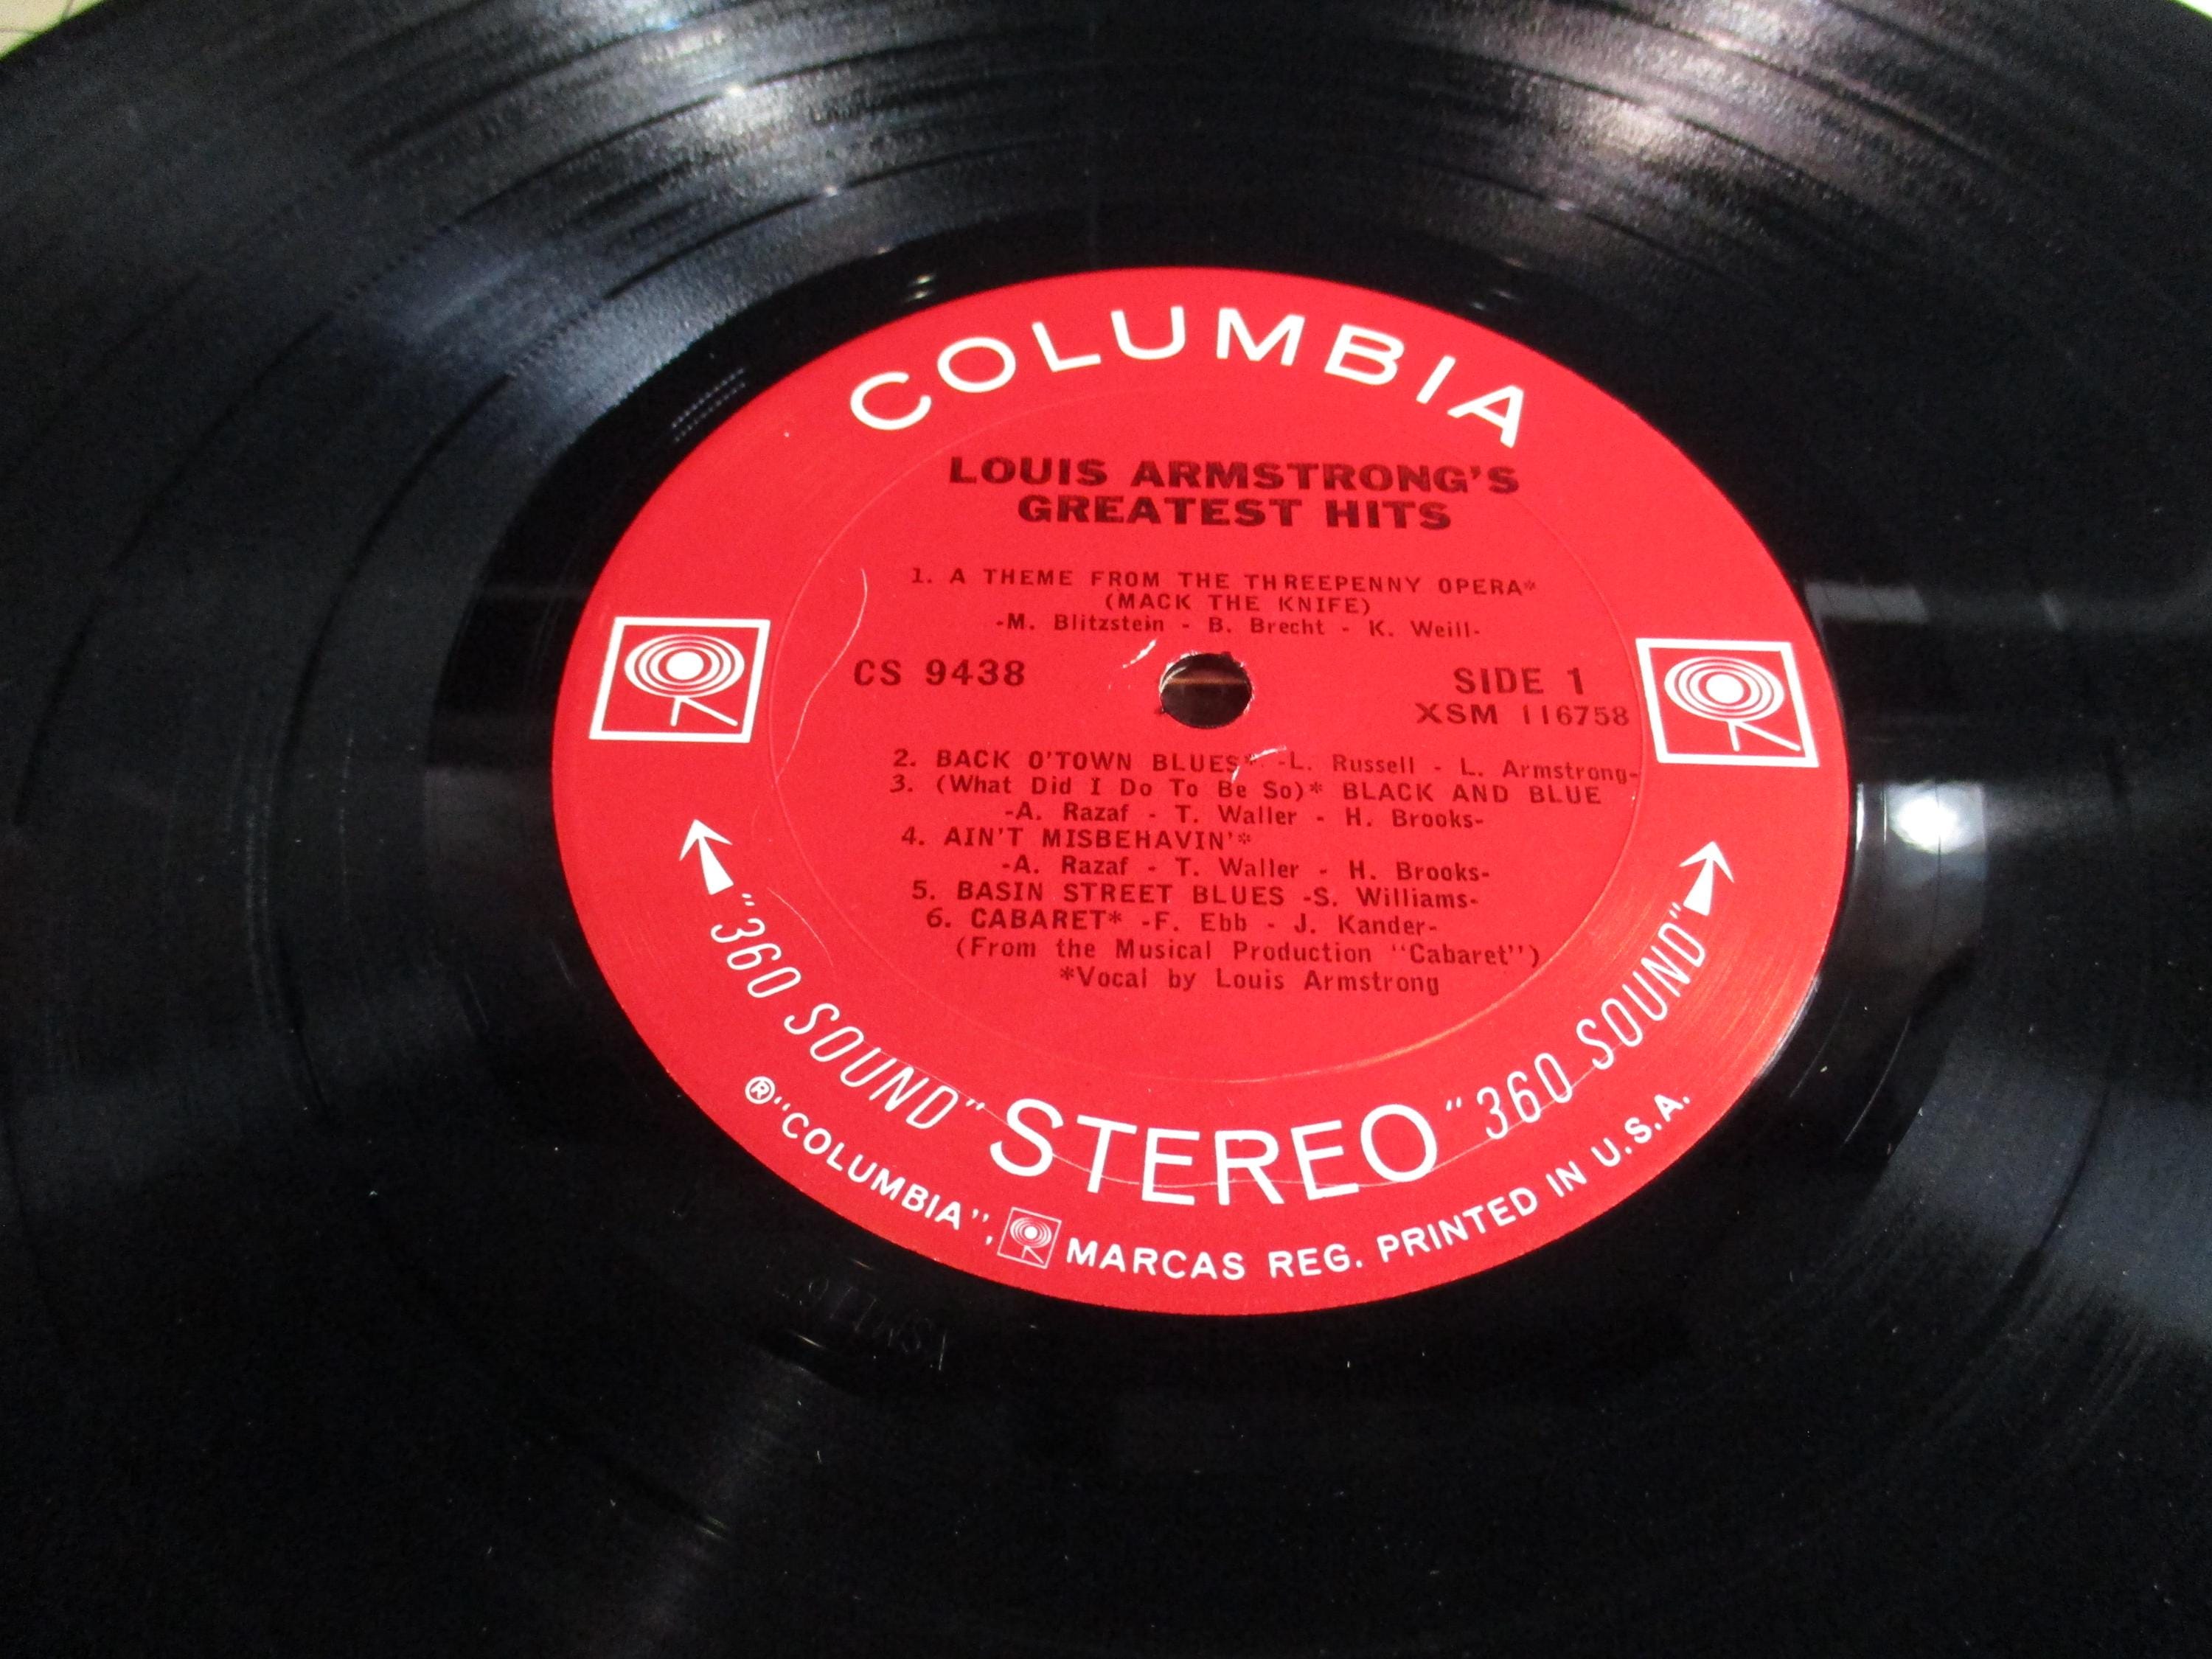 COLUMBIA
LOUIS ARMSTRONG'S
GREATEST HITS
1. A THEME FROM THE THREEPENNY OPERA*
(MACK THE KNIFE)
-M. Blitzstein - B. Brecht - K. Weill-
CS 9438
SIDE 1
XSM 116758
2. BACK O'TOWN BLUES* -L. Russell - L. Armstrong-
3. (What Did I Do To Be So)* BLACK AND BLUE
-A. Razaf - T. Waller - H. Brooks-
4. AIN'T MISBEHAVIN'*
-A. Razaf - T. Waller - H. Brooks-
5. BASIN STREET BLUES -S. Williams-
6. CABARET* -F. Ebb - J. Kander-
(From the Musical Production "Cabaret")
*Vocal by Louis Armstrong
"360 SOUND" STEREO "360 SOUND"
®"COLUMBIA", MARCAS REG. PRINTED IN U.S.A.